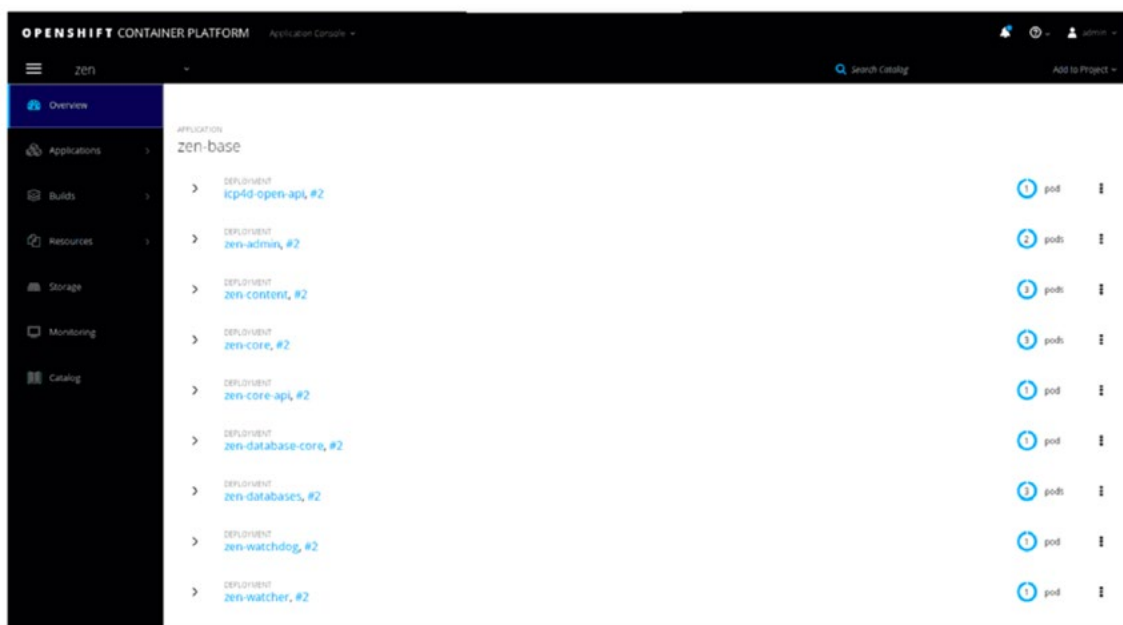 OPENSHIFT CONTAINER PLATFORM Application Console
admin
zen
Search Catalog
Add to Project
Overview
Applications
Builds
Resources
Storage
Monitoring
Catalog
APPLICATION
zen-base
DEPLOYMENT
icp4d-open-api, #2
1 pod
DEPLOYMENT
zen-admin, #2
2 pods
DEPLOYMENT
zen-content, #2
3 pods
DEPLOYMENT
zen-core, #2
3 pods
DEPLOYMENT
zen-core-api, #2
1 pod
DEPLOYMENT
zen-database-core, #2
1 pod
DEPLOYMENT
zen-databases, #2
3 pods
DEPLOYMENT
zen-watchdog, #2
1 pod
DEPLOYMENT
zen-watcher, #2
1 pod